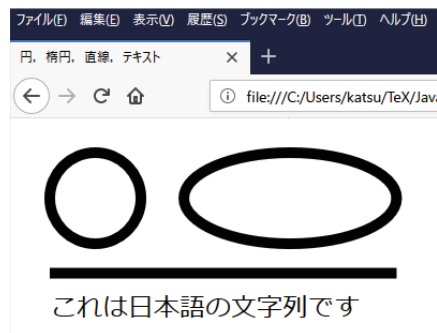 ファイル(F) 編集(E) 表示(V) 履歴(S) ブックマーク(B) ツール(T) ヘルプ(H)
円，楕円，直線，テキスト
file:///C:/Users/katsu/TeX/Java
これは日本語の文字列です